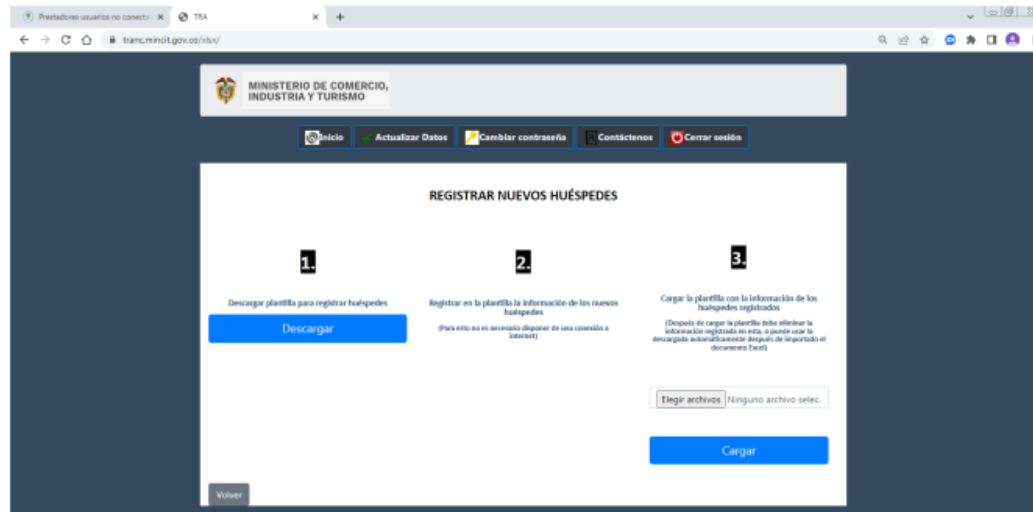 Prestadores usuarios no conecti
TRA
tranc.mincit.gov.co/xlsx/
MINISTERIO DE COMERCIO,
INDUSTRIA Y TURISMO
Inicio
Actualizar Datos
Cambiar contraseña
Contáctenos
Cerrar sesión
REGISTRAR NUEVOS HUÉSPEDES
1.
Descargar plantilla para registrar huéspedes
Descargar
2.
Registrar en la plantilla la información de los nuevos
huéspedes
(Para esto no es necesario disponer de una conexión a
internet)
3.
Cargar la plantilla con la información de los
huéspedes registrados
(Después de cargar la plantilla debe eliminar la
información registrada en esta, o puede usar la
descargada automáticamente después de importado el
documento Excel)
Elegir archivos Ninguno archivo selec.
Cargar
Volver